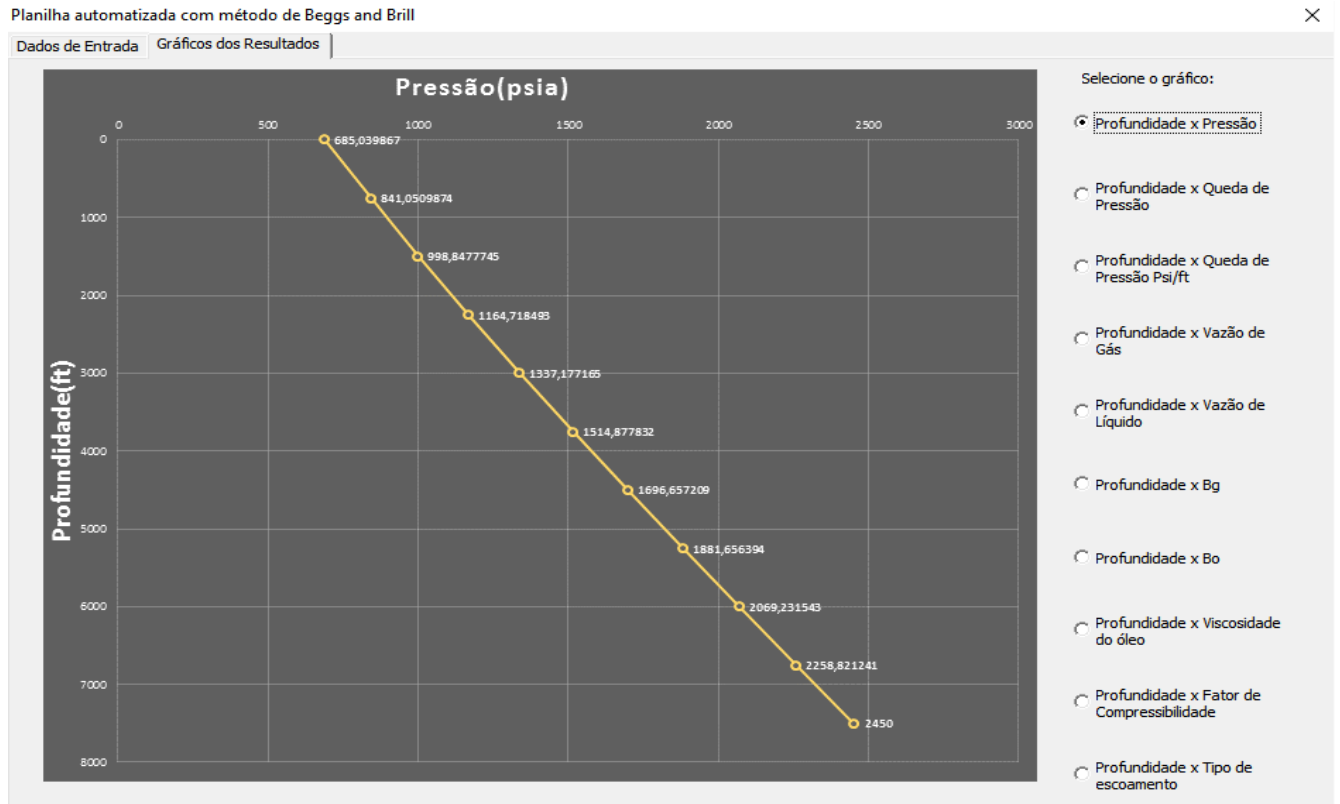 Planilha automatizada com método de Beggs and Brill
Dados de Entrada
Gráficos dos Resultados
Pressão(psia)
0
500
1000
1500
2000
2500
3000
0
1000
2000
3000
4000
5000
6000
7000
8000
Profundidade(ft)
685,039867
841,0509874
998,8477745
1164,718493
1337,177165
1514,877832
1696,657209
1881,656394
2069,231543
2258,821241
2450
Selecione o gráfico:
Profundidade x Pressão
Profundidade x Queda de
Pressão
Profundidade x Queda de
Pressão Psi/ft
Profundidade x Vazão de
Gás
Profundidade x Vazão de
Líquido
Profundidade x Bg
Profundidade x Bo
Profundidade x Viscosidade
do óleo
Profundidade x Fator de
Compressibilidade
Profundidade x Tipo de
escoamento